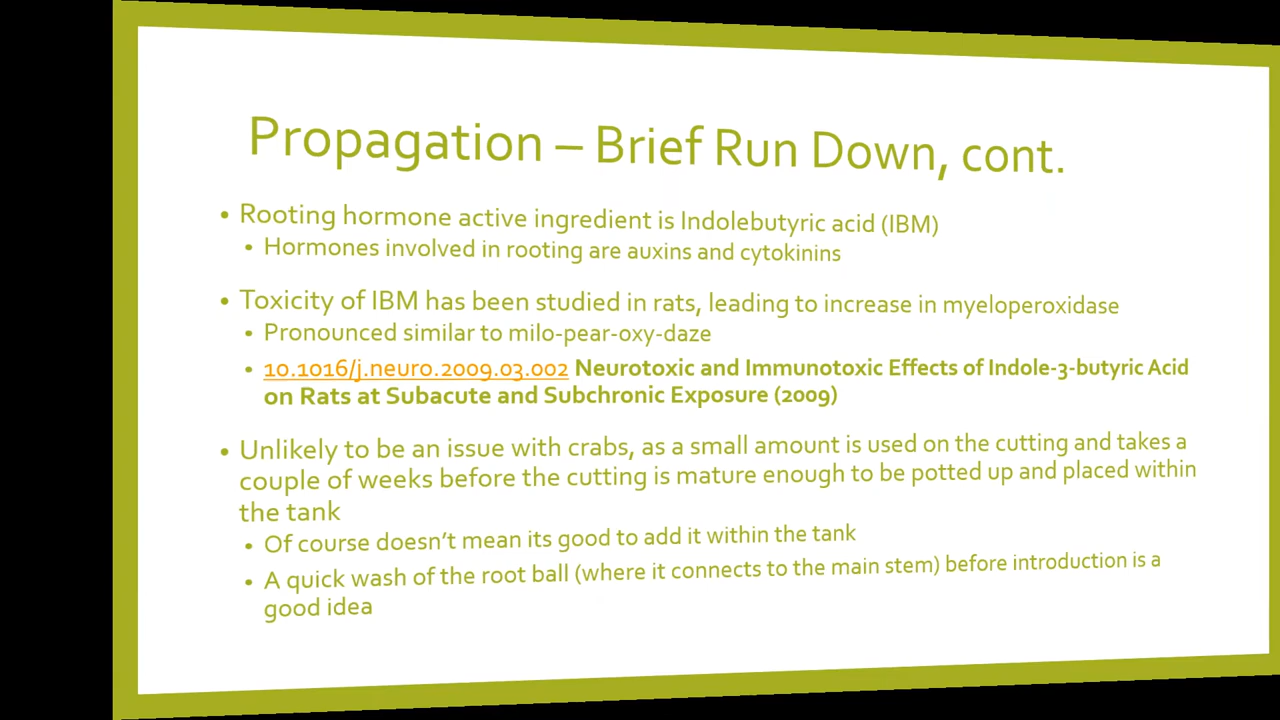 Propagation – Brief Run Down, cont.
• Rooting hormone active ingredient is Indolebutyric acid (IBM)
• Hormones involved in rooting are auxins and cytokinins
• Toxicity of IBM has been studied in rats, leading to increase in myeloperoxidase
• Pronounced similar to milo-pear-oxy-daze
• 10.1016/j.neuro.2009.03.002 Neurotoxic and Immunotoxic Effects of Indole-3-butyric Acid
on Rats at Subacute and Subchronic Exposure (2009)
• Unlikely to be an issue with crabs, as a small amount is used on the cutting and takes a
couple of weeks before the cutting is mature enough to be potted up and placed within
the tank
• Of course doesn't mean its good to add it within the tank
• A quick wash of the root ball (where it connects to the main stem) before introduction is a
good idea